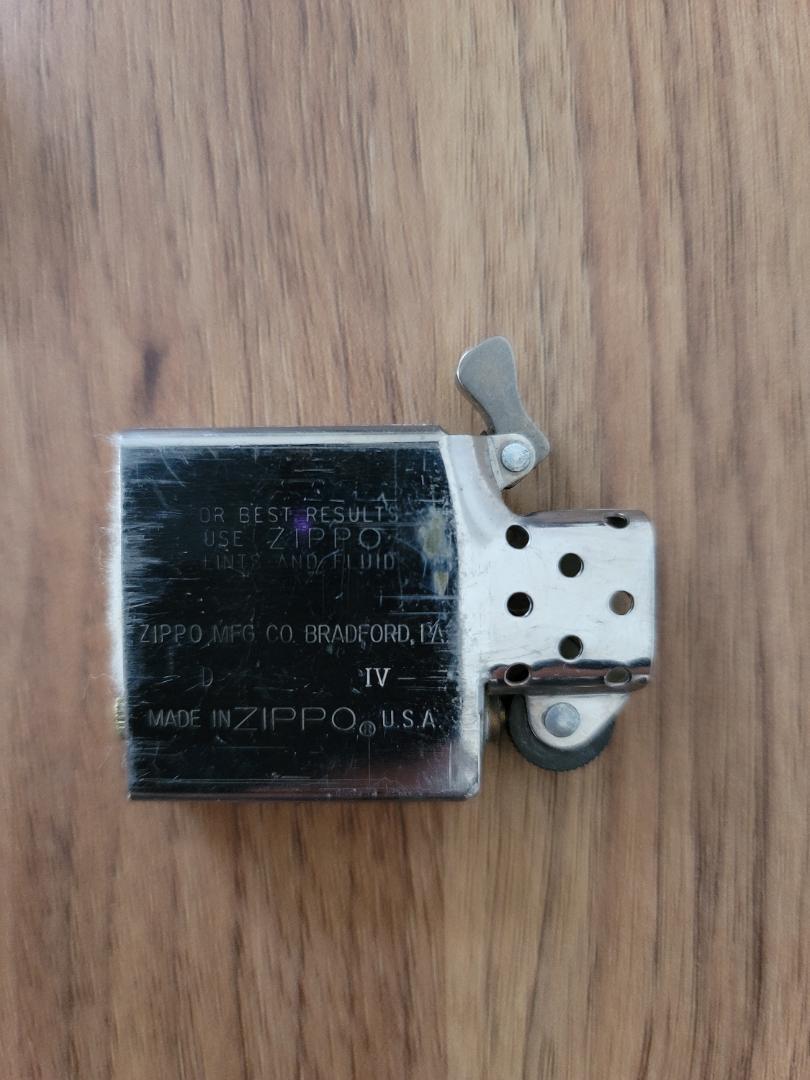 OR BEST RESULTS
USE ZIPPO
LINTS AND FLUID
ZIPPO MFG. CO. BRADFORD, PA
D IV
MADE IN ZIPPO® U.S.A